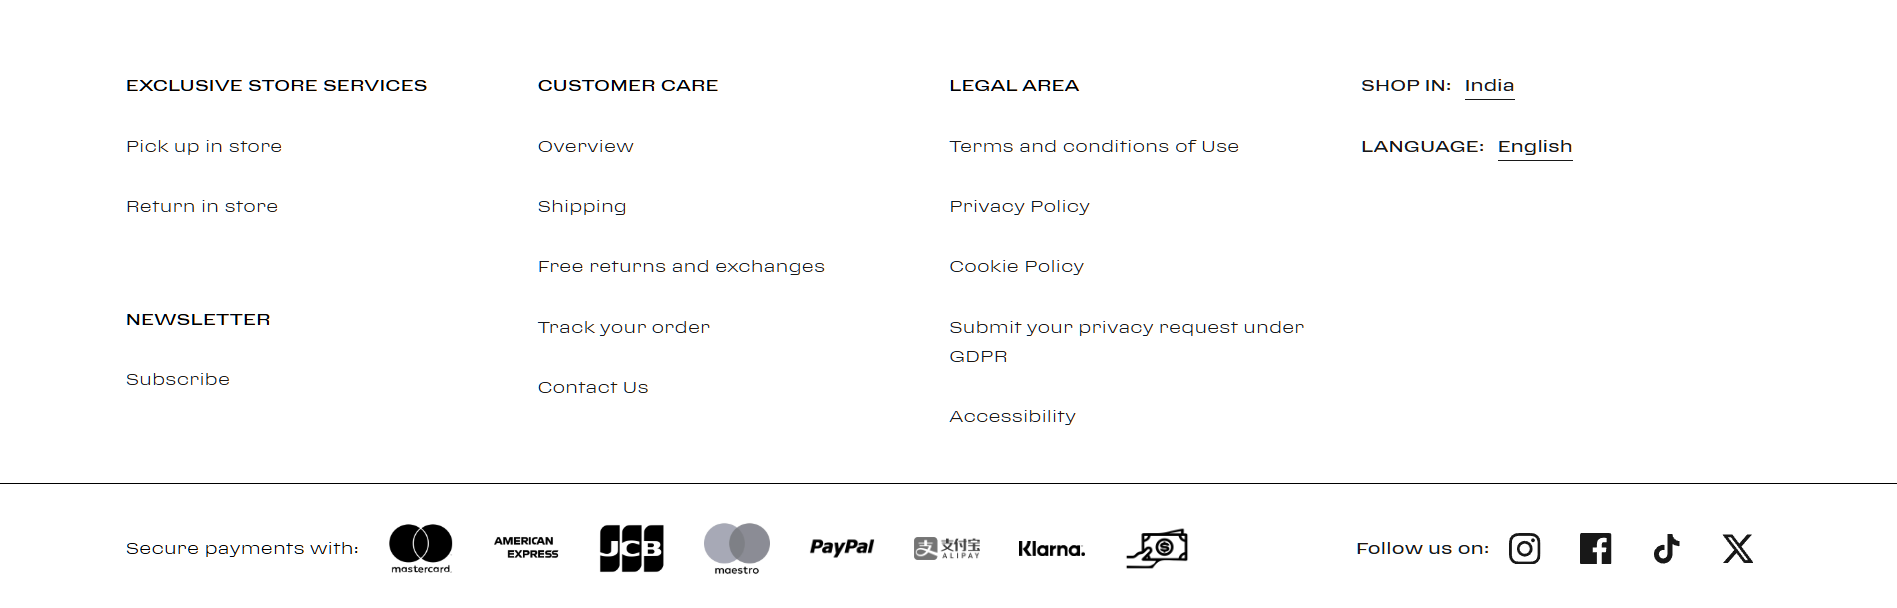 EXCLUSIVE STORE SERVICES
Pick up in store
Return in store
NEWSLETTER
Subscribe
CUSTOMER CARE
Overview
Shipping
Free returns and exchanges
Track your order
Contact Us
LEGAL AREA
Terms and conditions of Use
Privacy Policy
Cookie Policy
Submit your privacy request under
GDPR
Accessibility
SHOP IN: India
LANGUAGE: English
Secure payments with:
mastercard.
AMERICAN
EXPRESS
JCB
maestro
PayPal
支 支付宝
ALIPAY
Klarna.
$
Follow us on: